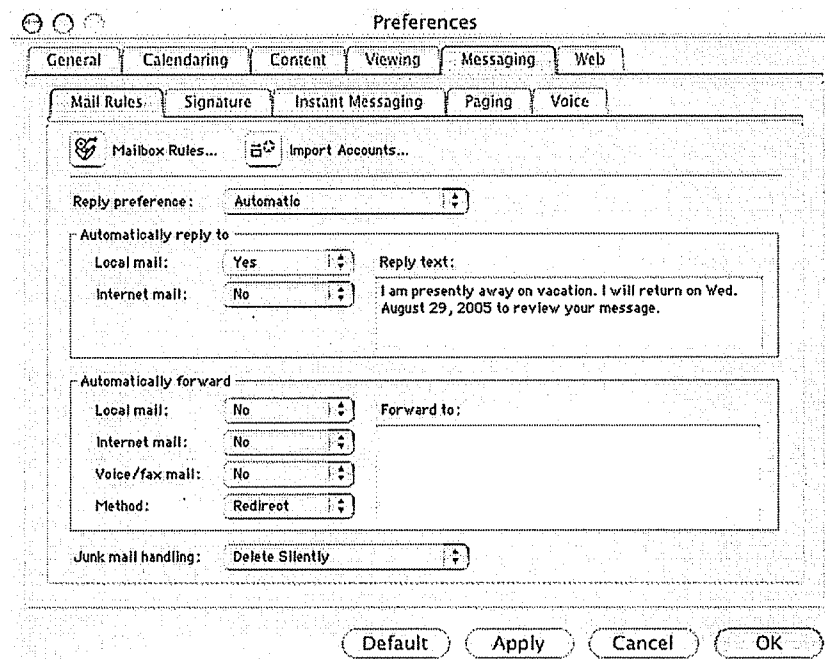 Preferences
General Calendaring Content Viewing Messaging Web
Mail Rules Signature Instant Messaging Paging Voice
Mailbox Rules... Import Accounts...
Reply preference: Automatic
Automatically reply to
Local mail: Yes Reply text:
Internet mail: No I am presently away on vacation. I will return on Wed.
August 29, 2005 to review your message.
Automatically forward
Local mail: No Forward to:
Internet mail: No
Voice/fax mail: No
Method: Redirect
Junk mail handling: Delete Silently
Default Apply Cancel OK